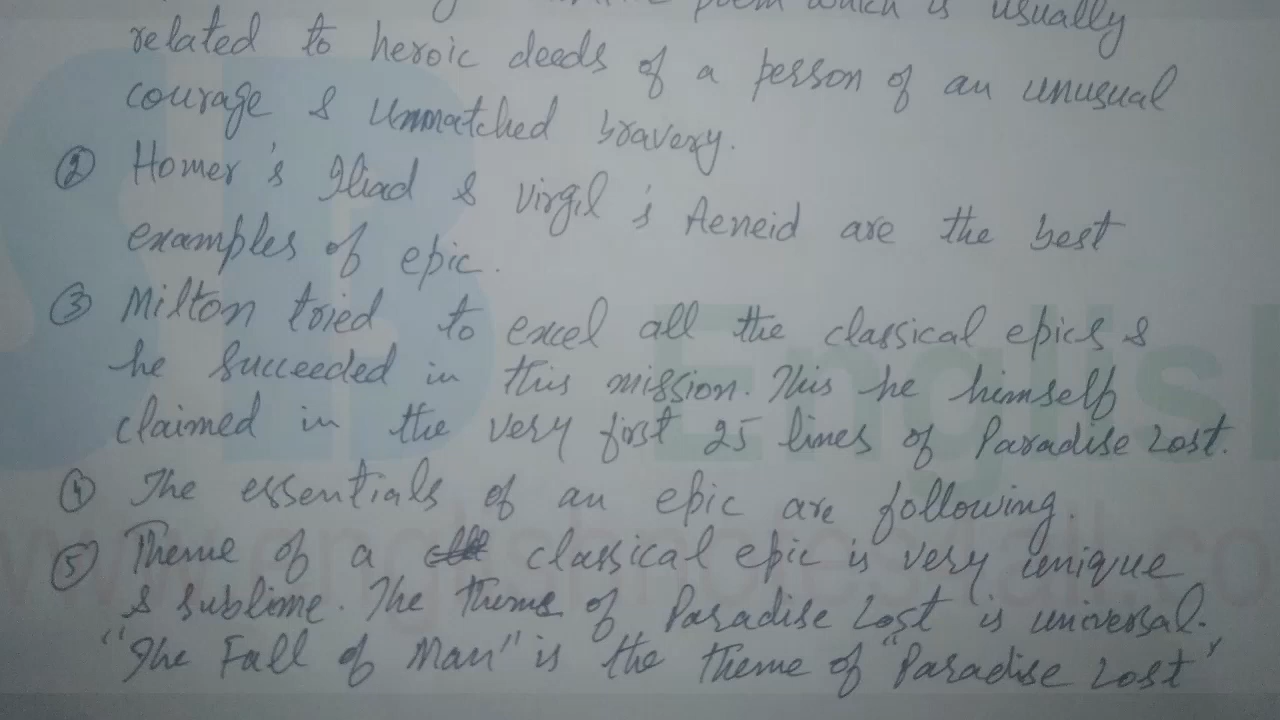 poem which is usually
related to heroic deeds of a person of an unusual
courage & unmatched bravery.
② Homer's Iliad & Virgil's Aeneid are the best
examples of epic.
③ Milton tried to excel all the classical epics &
he succeeded in this mission. This he himself
claimed in the very first 25 lines of Paradise Lost.
④ The essentials of an epic are following.
⑤ Theme of a classical epic is very unique
& sublime. The theme of Paradise Lost is universal.
"The Fall of Man" is the theme of "Paradise Lost"